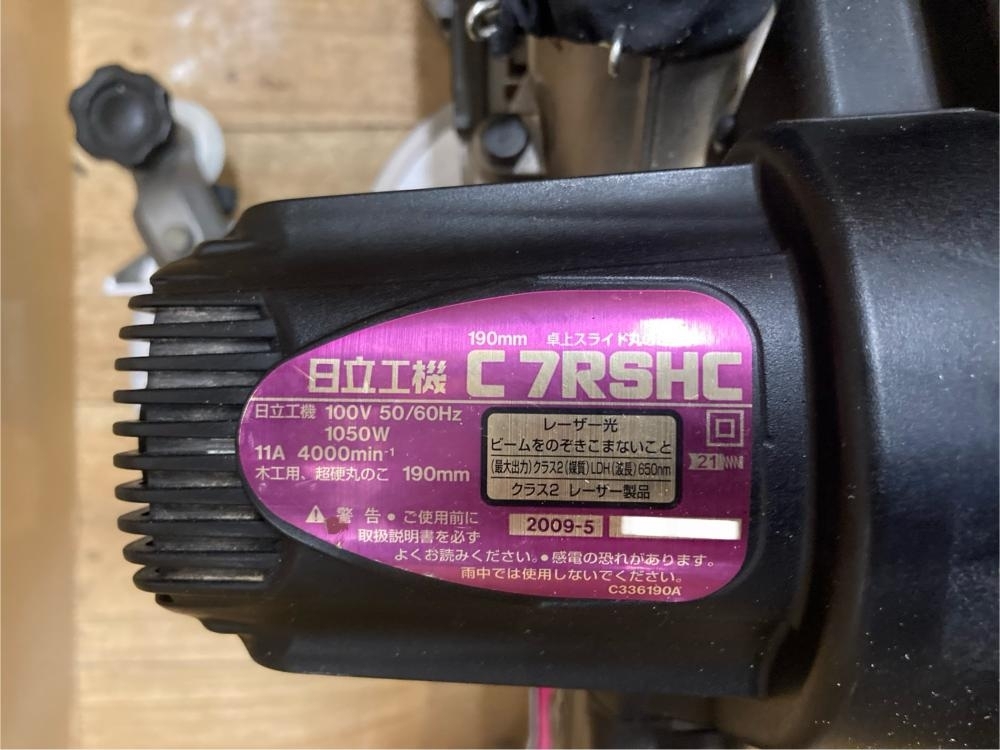 190mm 卓上スライド丸のこ
日立工機 C 7RSHC
日立工機 100V 50/60Hz
1050W
11A 4000min⁻¹
木工用、超硬丸のこ 190mm
レーザー光
ビームをのぞきこまないこと
(最大出力)クラス2(媒質)LDH(波長)650nm
クラス2 レーザー製品
21
2009-5
警告 ● ご使用前に
取扱説明書を必ず
よくお読みください。● 感電の恐れがあります。
雨中では使用しないでください。
C336190A